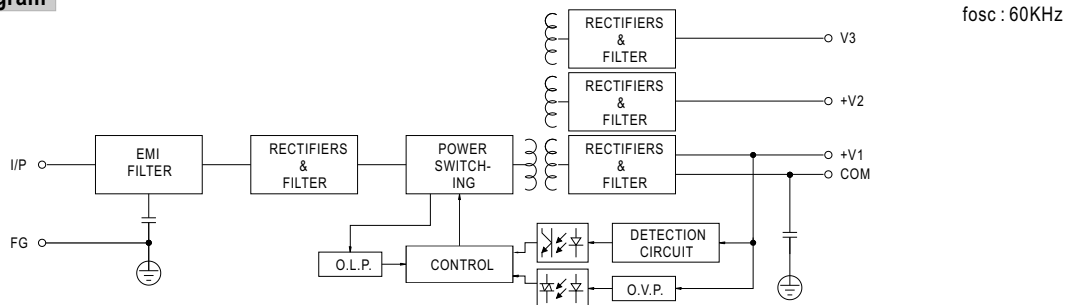 fosc : 60KHz
RECTIFIERS
&
FILTER
V3
RECTIFIERS
&
FILTER
+V2
I/P
EMI
FILTER
RECTIFIERS
&
FILTER
POWER
SWITCH-
ING
RECTIFIERS
&
FILTER
+V1
COM
FG
O.L.P.
CONTROL
DETECTION
CIRCUIT
O.V.P.